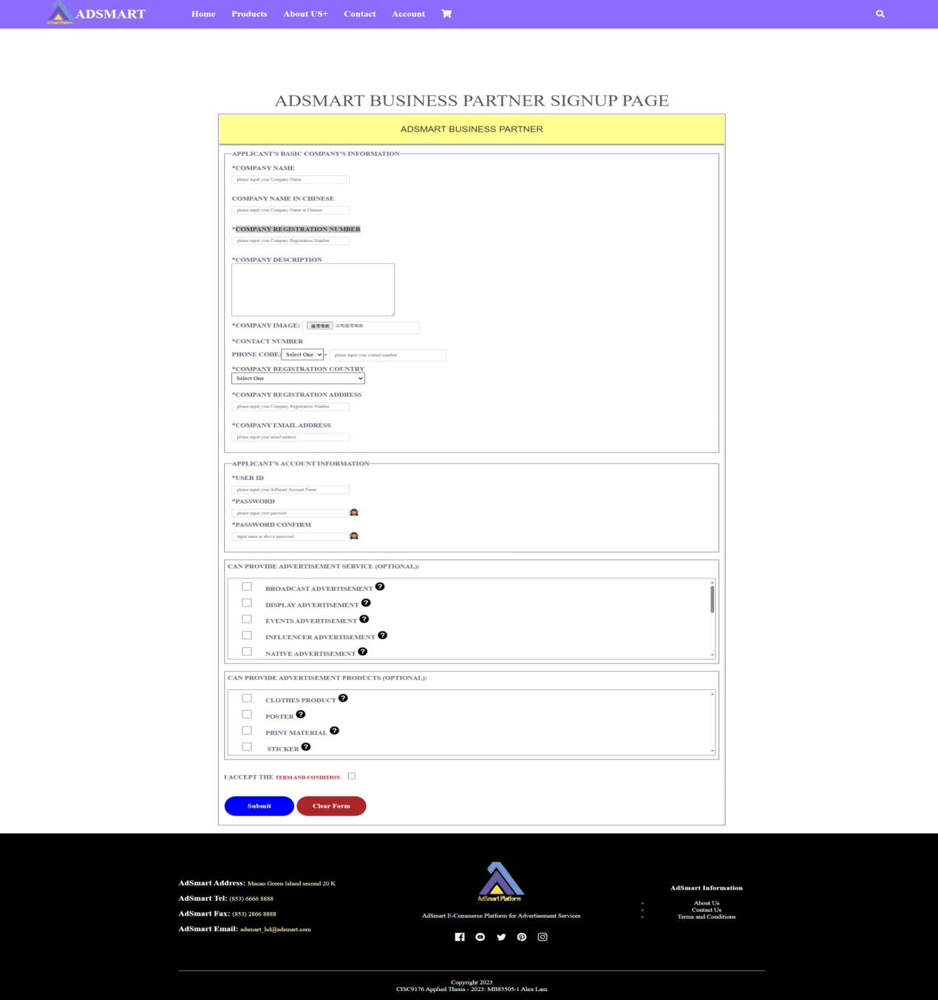 ADSMART
AdSmart Platform
Home Products About US+ Contact Account
ADSMART BUSINESS PARTNER SIGNUP PAGE
ADSMART BUSINESS PARTNER
APPLICANT'S BASIC COMPANY'S INFORMATION
*COMPANY NAME
please input your Company Name
COMPANY NAME IN CHINESE
please input your Company Name in Chinese
*COMPANY REGISTRATION NUMBER
please input your Company Registration Number
*COMPANY DESCRIPTION
*COMPANY IMAGE: 選擇檔案 沒有選擇檔案
*CONTACT NUMBER
PHONE CODE: Select One + please input your contact number
*COMPANY REGISTRATION COUNTRY
Select One
*COMPANY REGISTRATION ADDRESS
please input your Company Registration Number
*COMPANY EMAIL ADDRESS
please input your email address
APPLICANT'S ACCOUNT INFORMATION
*USER ID
please input your AdSmart Account Name
*PASSWORD
please input your password
*PASSWORD CONFIRM
input same as above password
CAN PROVIDE ADVERTISEMENT SERVICE (OPTIONAL):
BROADCAST ADVERTISEMENT ?
DISPLAY ADVERTISEMENT ?
EVENTS ADVERTISEMENT ?
INFLUENCER ADVERTISEMENT ?
NATIVE ADVERTISEMENT ?
CAN PROVIDE ADVERTISEMENT PRODUCTS (OPTIONAL):
CLOTHES PRODUCT ?
POSTER ?
PRINT MATERIAL ?
STICKER ?
I ACCEPT THE TERM AND CONDITION
Submit Clear Form
AdSmart Address: Macao Green Island second 20 K
AdSmart Tel: (853) 6666 8888
AdSmart Fax: (853) 2866 8888
AdSmart Email: adsmart_hd@adsmart.com
AdSmart Platform
AdSmart E-Commerce Platform for Advertisement Services
AdSmart Information
About Us
Contact Us
Terms and Conditions
Copyright 2023
CISC9176 Applied Thesis - 2023: MB85505-1 Alex Lam